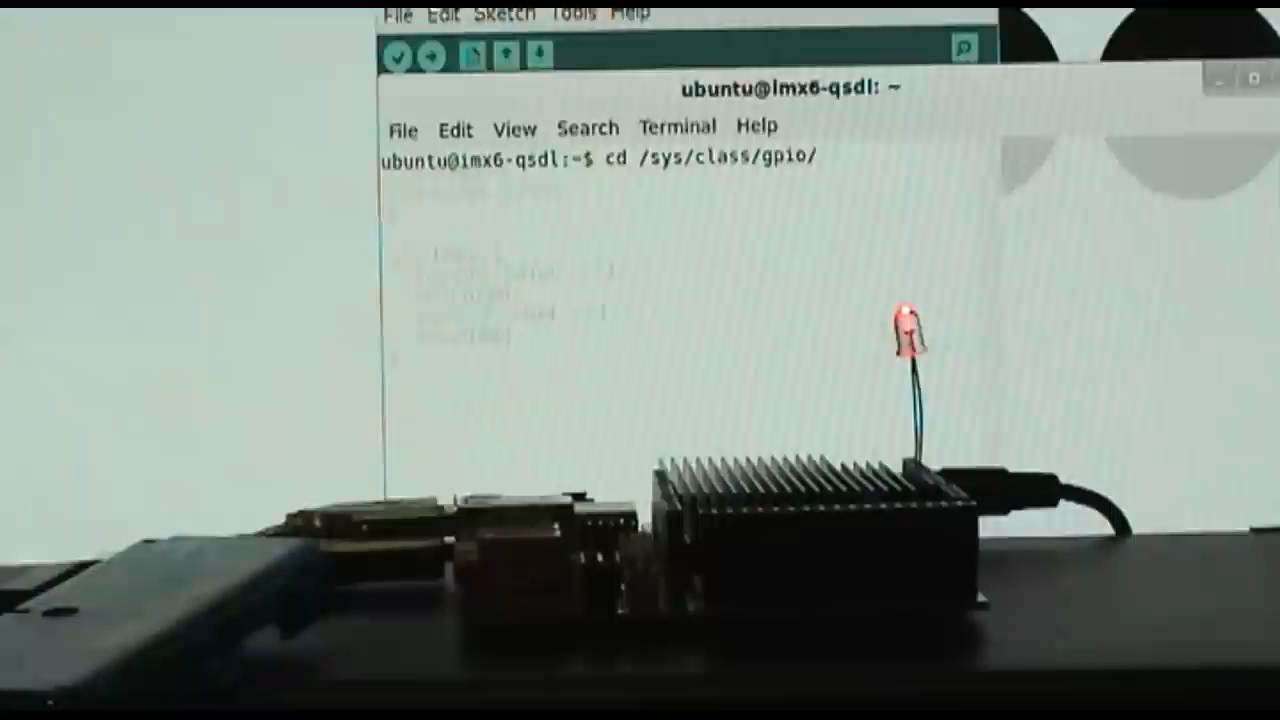 File Edit Sketch Tools Help
ubuntu@imx6-qsdl: ~
File Edit View Search Terminal Help
ubuntu@imx6-qsdl:~$ cd /sys/class/gpio/